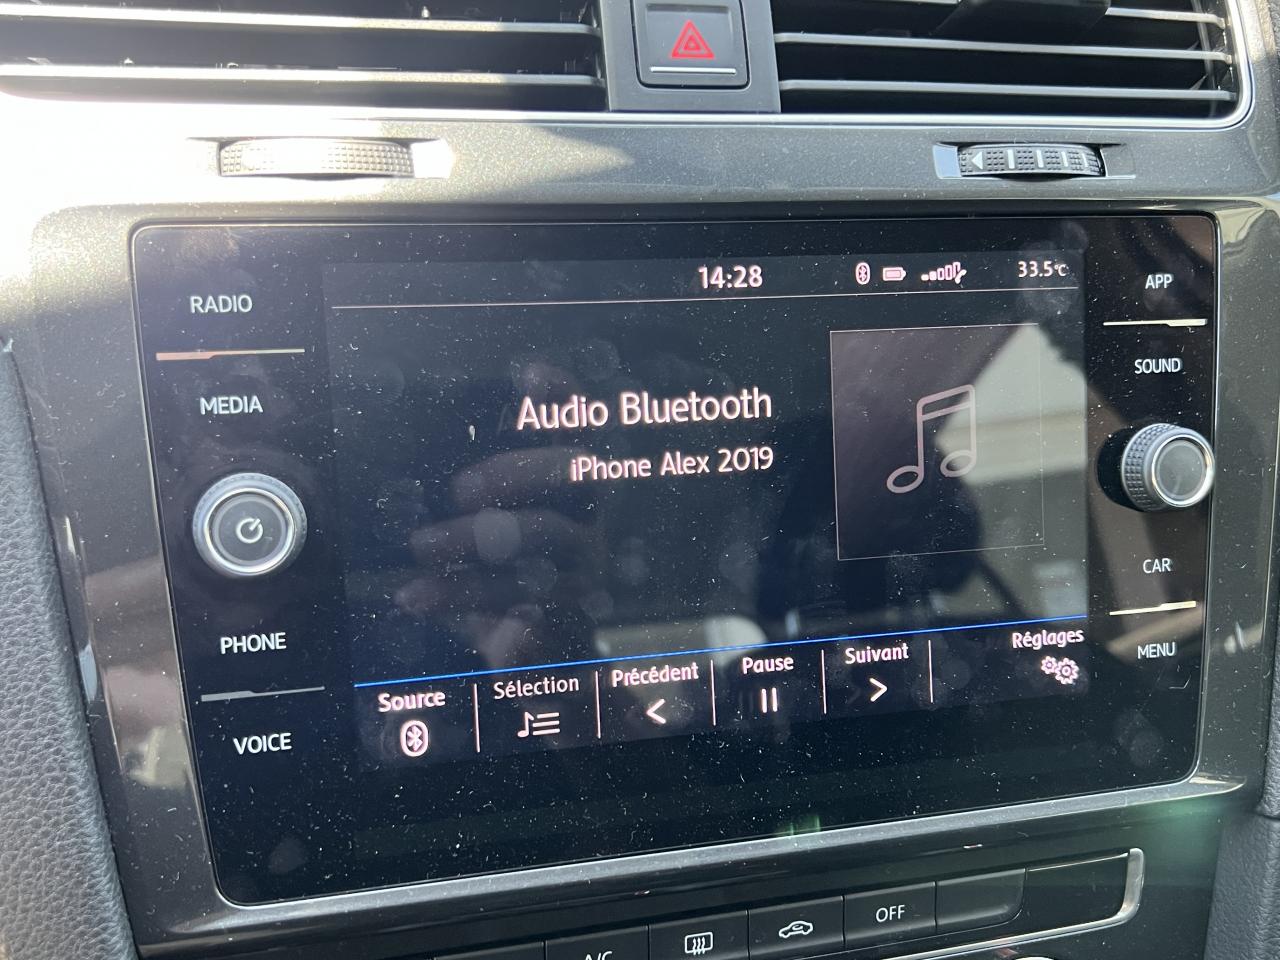 RADIO
MEDIA
PHONE
VOICE
14:28
33.5°C
Audio Bluetooth
iPhone Alex 2019
Source
Sélection
Précédent
Pause
Suivant
Réglages
APP
SOUND
CAR
MENU
A/C
OFF